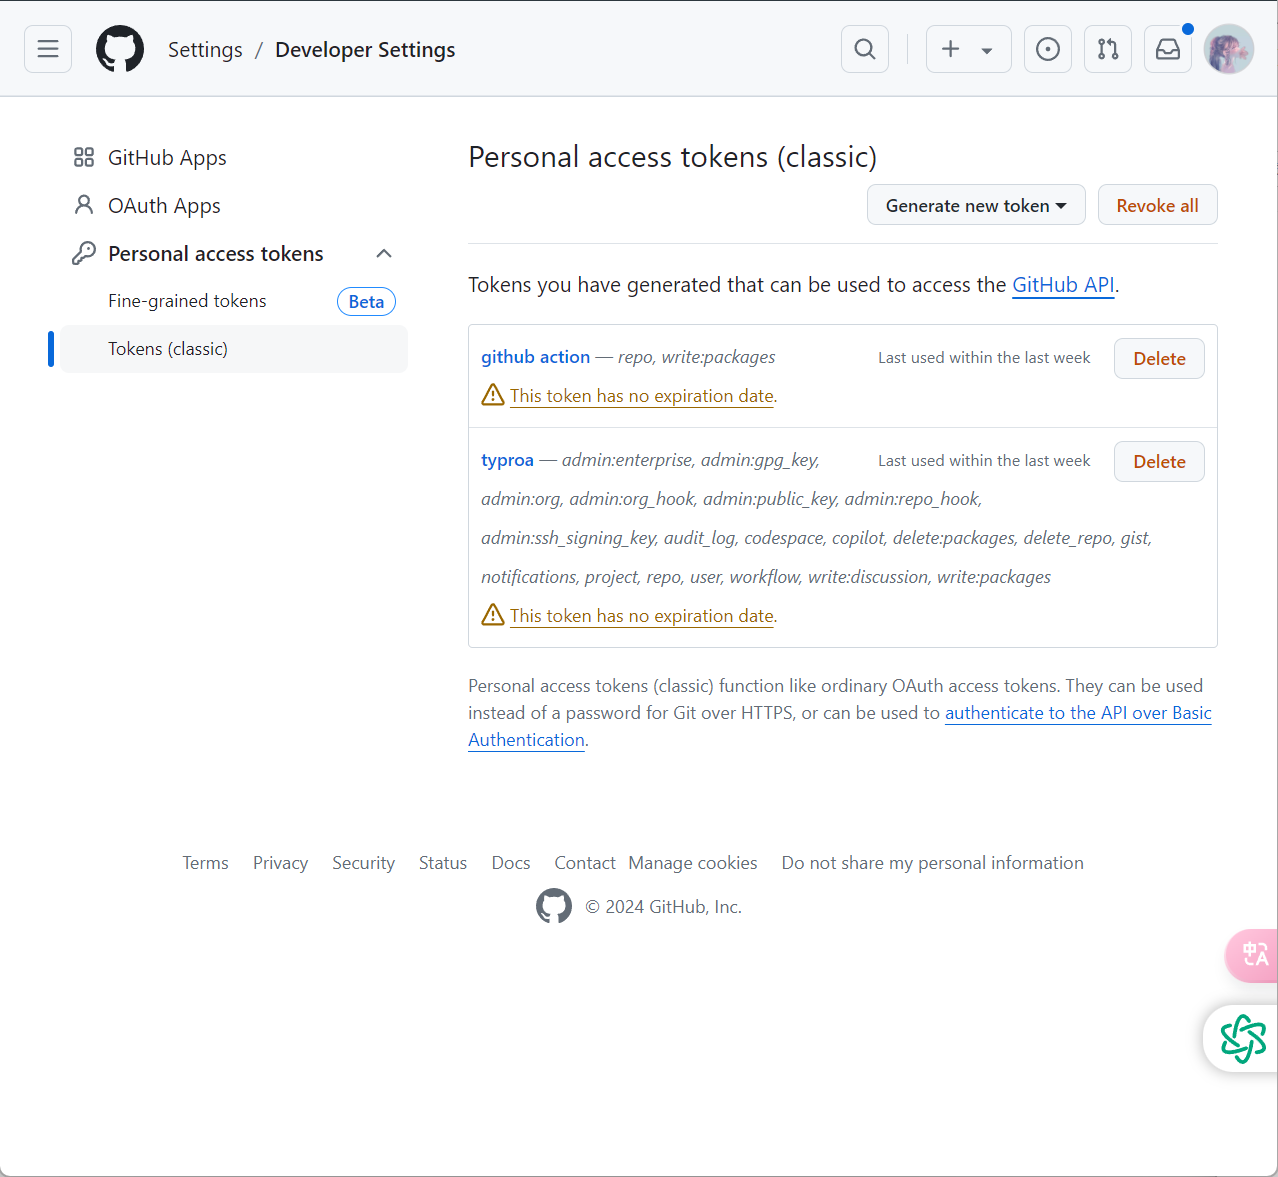 Settings / Developer Settings
GitHub Apps
OAuth Apps
Personal access tokens
Fine-grained tokens Beta
Tokens (classic)
Personal access tokens (classic)
Generate new token Revoke all
Tokens you have generated that can be used to access the GitHub API.
github action — repo, write:packages Last used within the last week Delete
This token has no expiration date.
typroa — admin:enterprise, admin:gpg_key, Last used within the last week Delete
admin:org, admin:org_hook, admin:public_key, admin:repo_hook,
admin:ssh_signing_key, audit_log, codespace, copilot, delete:packages, delete_repo, gist,
notifications, project, repo, user, workflow, write:discussion, write:packages
This token has no expiration date.
Personal access tokens (classic) function like ordinary OAuth access tokens. They can be used
instead of a password for Git over HTTPS, or can be used to authenticate to the API over Basic
Authentication.
Terms Privacy Security Status Docs Contact Manage cookies Do not share my personal information
© 2024 GitHub, Inc.
中A